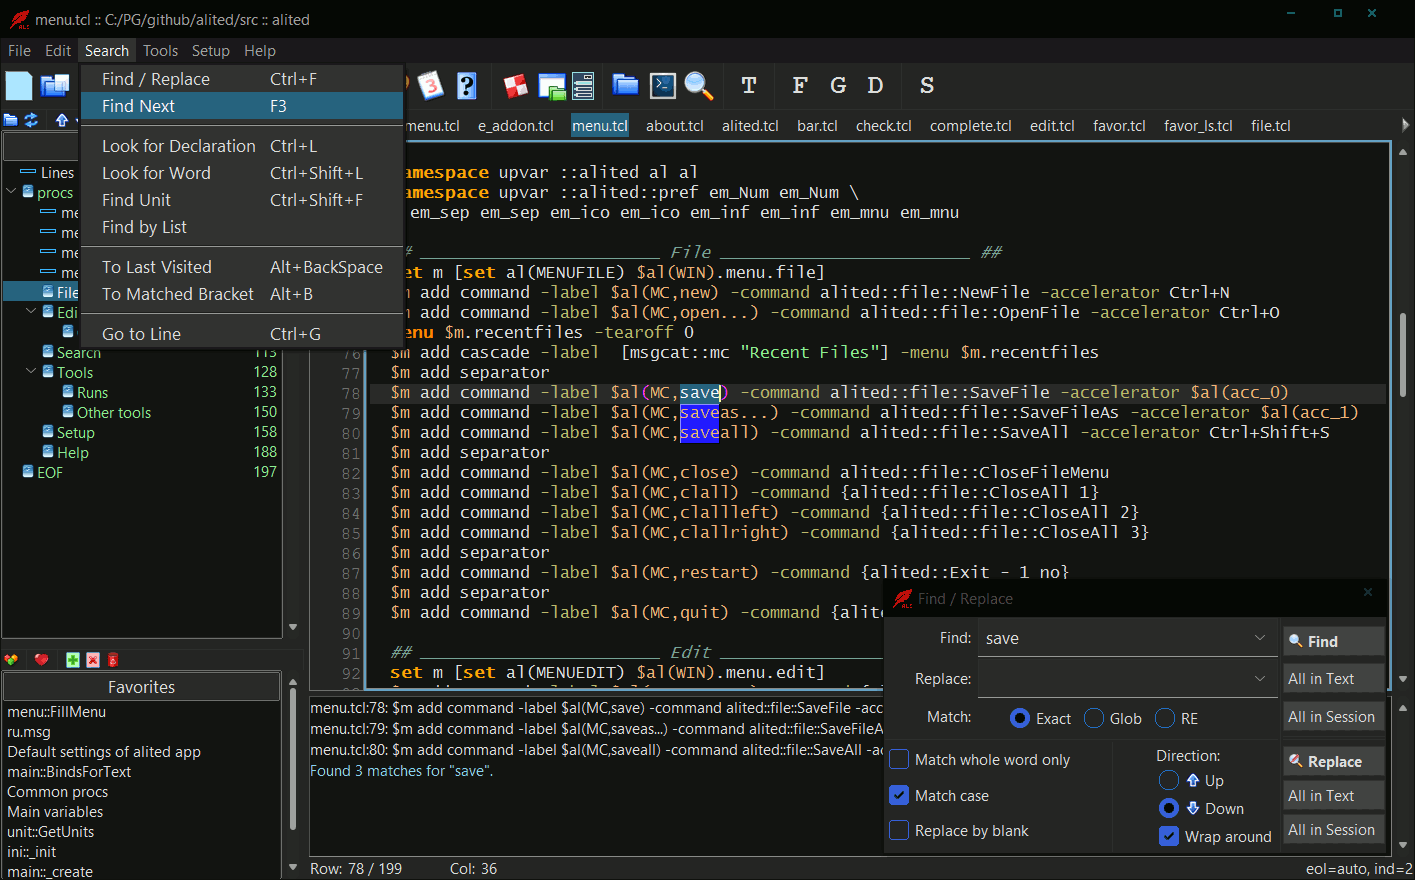 menu.tcl :: C:/PG/github/alited/src :: alited
File Edit Search Tools Setup Help
Find / Replace Ctrl+F
Find Next F3
Look for Declaration Ctrl+L
Look for Word Ctrl+Shift+L
Find Unit Ctrl+Shift+F
Find by List
To Last Visited Alt+BackSpace
To Matched Bracket Alt+B
Go to Line Ctrl+G
3 ? T F G D S
menu.tcl e_addon.tcl menu.tcl about.tcl alited.tcl bar.tcl check.tcl complete.tcl edit.tcl favor.tcl favor_ls.tcl file.tcl
Lines
procs
me
me
me
me
File
Edi
Search 113
Tools 128
Runs 133
Other tools 150
Setup 158
Help 188
EOF 197
amespace upvar ::alited al al
amespace upvar ::alited::pref em_Num em_Num \
em_sep em_sep em_ico em_ico em_inf em_inf em_mnu em_mnu
# ________________________ File _________________________ ##
et m [set al(MENUFILE) $al(WIN).menu.file]
m add command -label $al(MC,new) -command alited::file::NewFile -accelerator Ctrl+N
m add command -label $al(MC,open...) -command alited::file::OpenFile -accelerator Ctrl+O
enu $m.recentfiles -tearoff 0
76 $m add cascade -label  [msgcat::mc "Recent Files"] -menu $m.recentfiles
77 $m add separator
78 $m add command -label $al(MC,save) -command alited::file::SaveFile -accelerator $al(acc_0)
79 $m add command -label $al(MC,saveas...) -command alited::file::SaveFileAs -accelerator $al(acc_1)
80 $m add command -label $al(MC,saveall) -command alited::file::SaveAll -accelerator Ctrl+Shift+S
81 $m add separator
82 $m add command -label $al(MC,close) -command alited::file::CloseFileMenu
83 $m add command -label $al(MC,clall) -command {alited::file::CloseAll 1}
84 $m add command -label $al(MC,clallleft) -command {alited::file::CloseAll 2}
85 $m add command -label $al(MC,clallright) -command {alited::file::CloseAll 3}
86 $m add separator
87 $m add command -label $al(MC,restart) -command {alited::Exit - 1 no}
88 $m add separator
89 $m add command -label $al(MC,quit) -command {alite
90
91 ## ________________________ Edit
92 set m [set al(MENUEDIT) $al(WIN).menu.edit]
Favorites
menu::FillMenu
ru.msg
Default settings of alited app
main::BindsForText
Common procs
Main variables
unit::GetUnits
ini::_init
main::_create
menu.tcl:78: $m add command -label $al(MC,save) -command alited::file::SaveFile -acc
menu.tcl:79: $m add command -label $al(MC,saveas...) -command alited::file::SaveFileA
menu.tcl:80: $m add command -label $al(MC,saveall) -command alited::file::SaveAll -ac
Found 3 matches for "save".
Find / Replace
Find: save
Find
Replace:
All in Text
Match: Exact Glob RE
All in Session
Match whole word only
Match case
Replace by blank
Direction:
Up
Down
Wrap around
Replace
All in Text
All in Session
Row: 78 / 199 Col: 36
eol=auto, ind=2